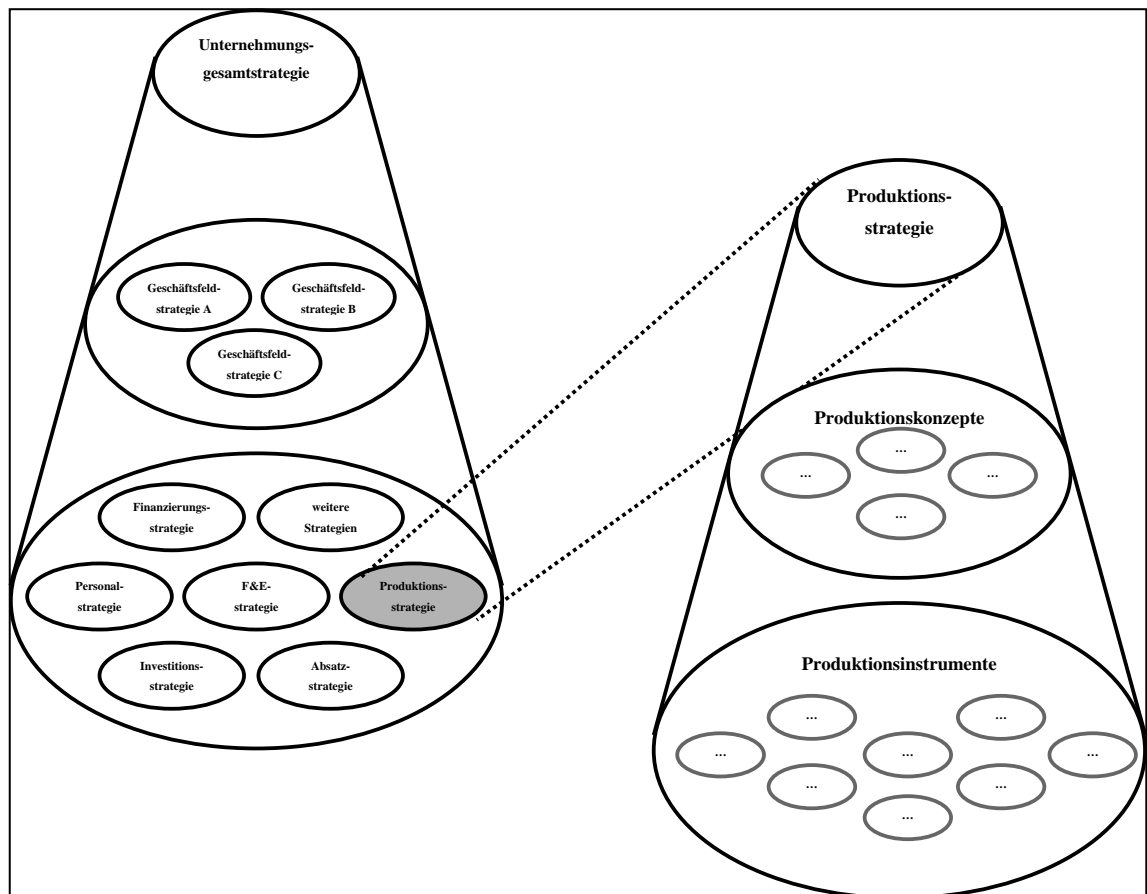 Unternehmungs-
gesamtstrategie
Geschäftsfeld-
strategie A
Geschäftsfeld-
strategie B
Geschäftsfeld-
strategie C
Finanzierungs-
strategie
weitere
Strategien
Personal-
strategie
F&E-
strategie
Produktions-
strategie
Investitions-
strategie
Absatz-
strategie
Produktions-
strategie
Produktionskonzepte
...
...
...
...
Produktionsinstrumente
...
...
...
...
...
...
...
...